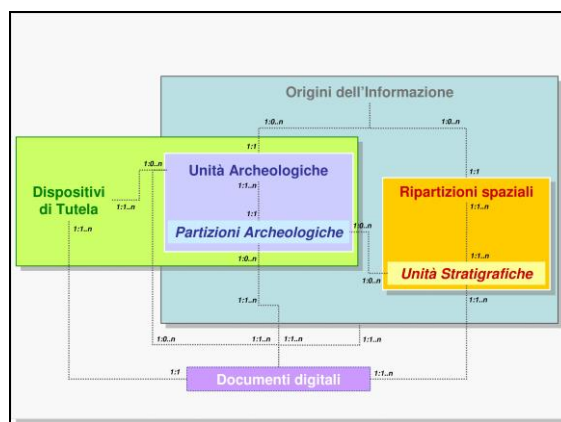 Origini dell'Informazione
1:0..n 1:0..n
1:1
1:0..n
Unità Archeologiche
1:1
Dispositivi
di Tutela
1:1..n
1:1..n
Ripartizioni spaziali
1:1..n
1:1..n
1:1
Partizioni Archeologiche
1:0..n
1:0..n
1:1..n
Unità Stratigrafiche
1:0..n
1:1..n
1:1..n
1:0..n
1:1..n
1:1..n
1:1..n
1:1
Documenti digitali
1:1..n